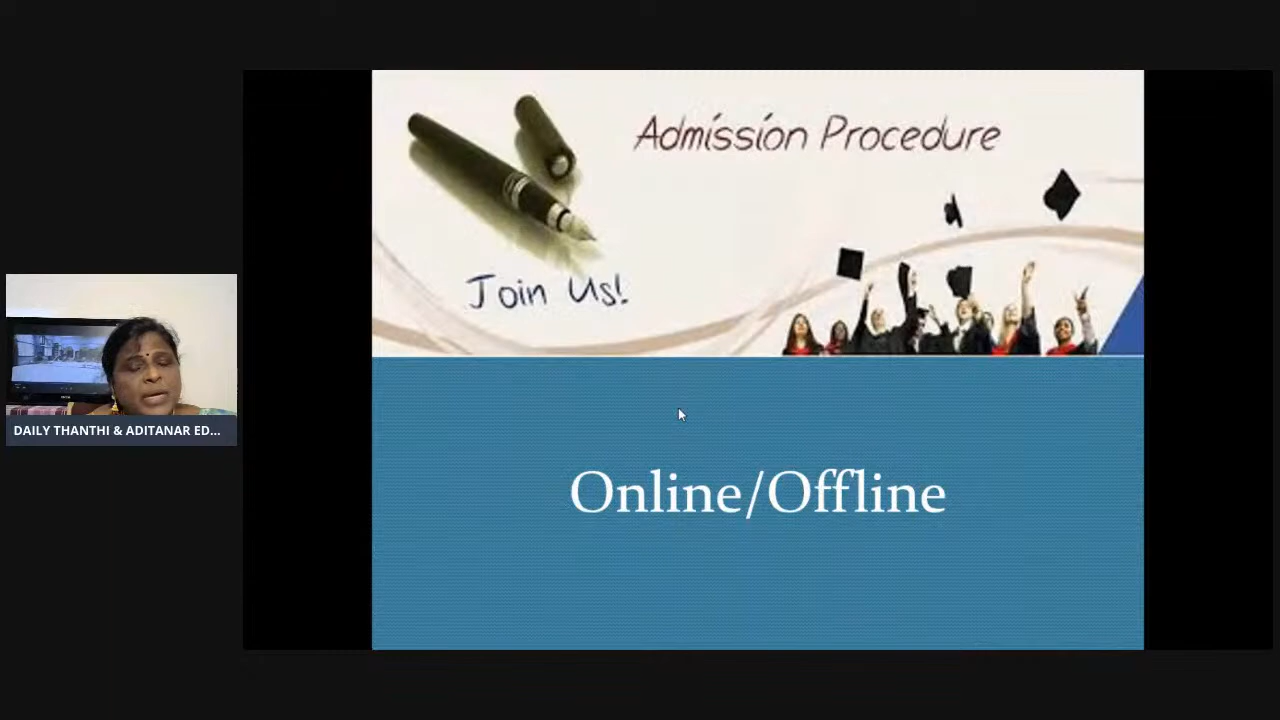 Admission Procedure
Join Us!
DAILY THANTHI & ADITANAR ED...
Online/Offline